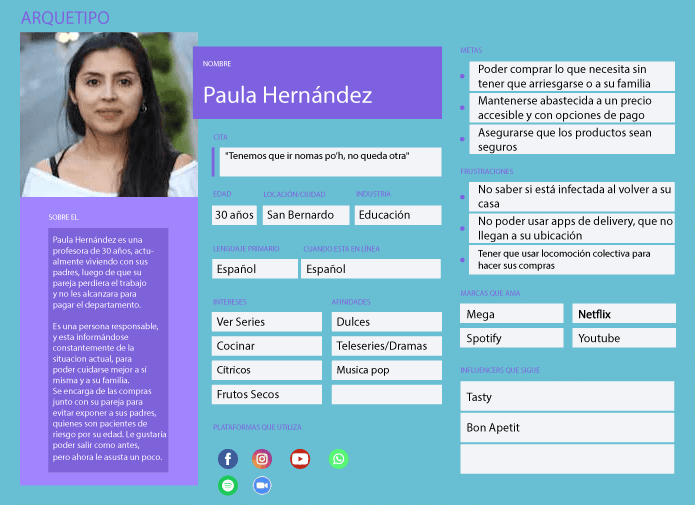 ARQUETIPO
NOMBRE
Paula Hernández
CITA
"Tenemos que ir nomas po'h, no queda otra"
EDAD
LOCACIÓN/CIUDAD
INDUSTRIA
30 años
San Bernardo
Educación
LENGUAJE PRIMARIO
CUANDO ESTA EN LÍNEA
Español
Español
INTERESES
AFINIDADES
Ver Series
Dulces
Cocinar
Teleseries/Dramas
Cítricos
Musica pop
Frutos Secos
PLATAFORMAS QUE UTILIZA
SOBRE EL
Paula Hernández es una
profesora de 30 años, actu-
almente viviendo con sus
padres, luego de que su
pareja perdiera el trabajo
y no les alcanzara para
pagar el departamento.
Es una persona responsable,
y esta informándose
constantemente de la
situacion actual, para
poder cuidarse mejor a sí
misma y a su familia.
Se encarga de las compras
junto con su pareja para
evitar exponer a sus padres,
quienes son pacientes de
riesgo por su edad. Le gustaría
poder salir como antes,
pero ahora le asusta un poco.
METAS
Poder comprar lo que necesita sin
tener que arriesgarse o a su familia
Mantenerse abastecida a un precio
accesible y con opciones de pago
Asegurarse que los productos sean
seguros
FRUSTRACIONES
No saber si está infectada al volver a su
casa
No poder usar apps de delivery, que no
llegan a su ubicación
Tener que usar locomoción colectiva para
hacer sus compras
MARCAS QUE AMA
Mega
Netflix
Spotify
Youtube
INFLUENCERS QUE SIGUE
Tasty
Bon Apetit